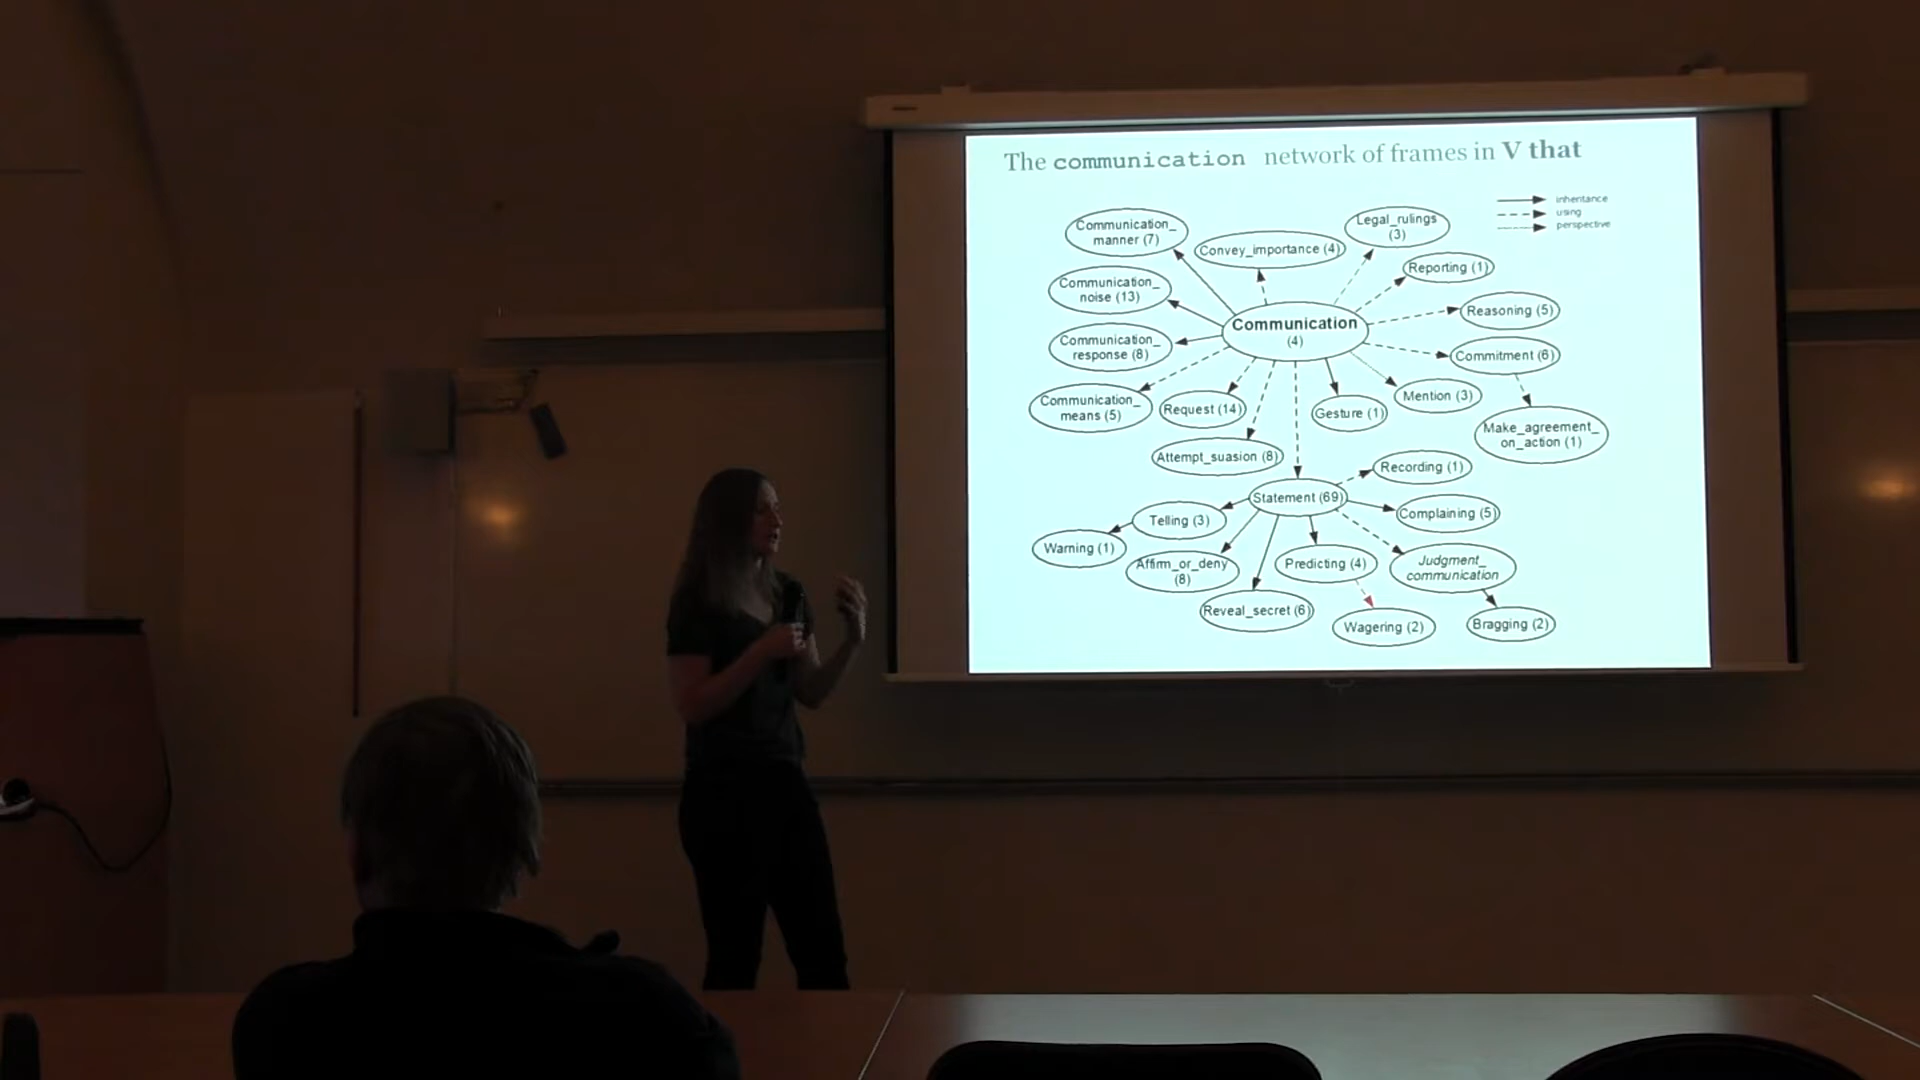 The communication network of frames in V that
inheritance
using
perspective
Communication_
manner (7)
Convey_importance (4)
Legal_rulings
(3)
Reporting (1)
Communication_
noise (13)
Communication
(4)
Reasoning (5)
Communication_
response (8)
Commitment (6)
Communication_
means (5)
Request (14)
Gesture (1)
Mention (3)
Make_agreement_
on_action (1)
Attempt_suasion (8)
Recording (1)
Statement (69)
Complaining (5)
Telling (3)
Warning (1)
Affirm_or_deny
(8)
Predicting (4)
Judgment_
communication
Reveal_secret (6)
Wagering (2)
Bragging (2)